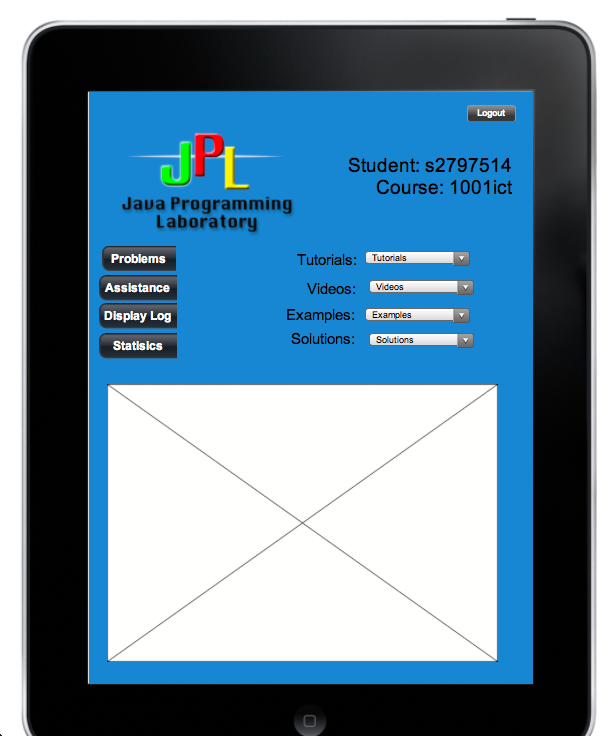 Logout
JPL
Java Programming
Laboratory
Student: s2797514
Course: 1001ict
Problems
Assistance
Display Log
Statisics
Tutorials: Tutorials
Videos: Videos
Examples: Examples
Solutions: Solutions